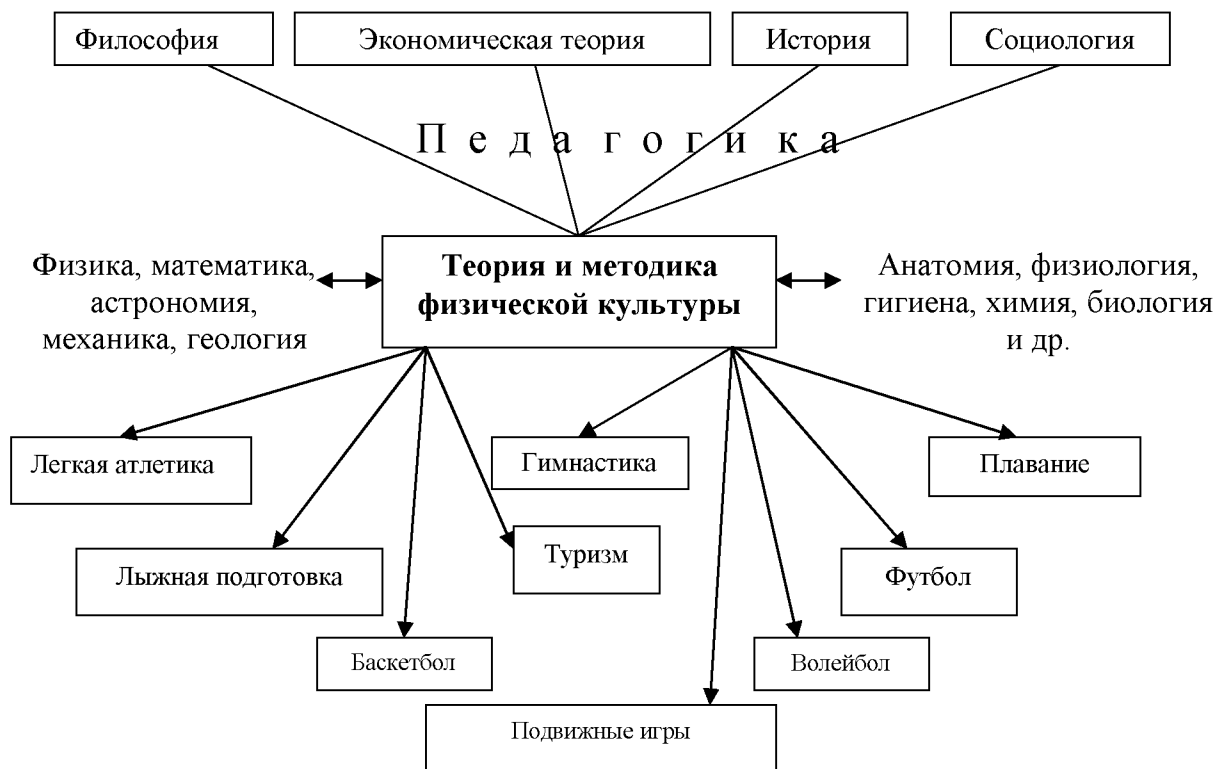 Философия
Экономическая теория
История
Социология
Педагогика
Физика, математика,
астрономия,
механика, геология
Теория и методика
физической культуры
Анатомия, физиология,
гигиена, химия, биология
и др.
Легкая атлетика
Гимнастика
Плавание
Лыжная подготовка
Туризм
Футбол
Баскетбол
Волейбол
Подвижные игры